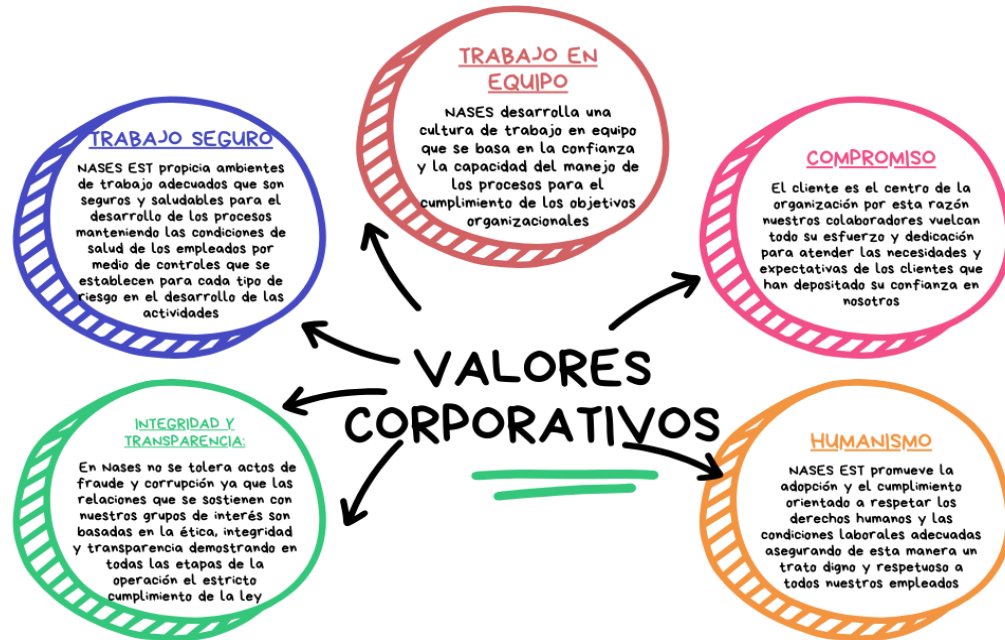 TRABAJO EN
EQUIPO
NASES desarrolla una
cultura de trabajo en equipo
que se basa en la confianza
y la capacidad del manejo de
los procesos para el
cumplimiento de los objetivos
organizacionales
TRABAJO SEGURO
NASES EST propicia ambientes
de trabajo adecuados que son
seguros y saludables para el
desarrollo de los procesos
manteniendo las condiciones de
salud de los empleados por
medio de controles que se
establecen para cada tipo de
riesgo en el desarrollo de las
actividades
COMPROMISO
El cliente es el centro de la
organización por esta razón
nuestros colaboradores vuelcan
todo su esfuerzo y dedicación
para atender las necesidades y
expectativas de los clientes que
han depositado su confianza en
nosotros
VALORES
CORPORATIVOS
INTEGRIDAD Y
TRANSPARENCIA:
En Nases no se tolera actos de
fraude y corrupción ya que las
relaciones que se sostienen con
nuestros grupos de interés son
basadas en la ética, integridad
y transparencia demostrando en
todas las etapas de la
operación el estricto
cumplimiento de la ley
HUMANISMO
NASES EST promueve la
adopción y el cumplimiento
orientado a respetar los
derechos humanos y las
condiciones laborales adecuadas
asegurando de esta manera un
trato digno y respetuoso a
todos nuestros empleados